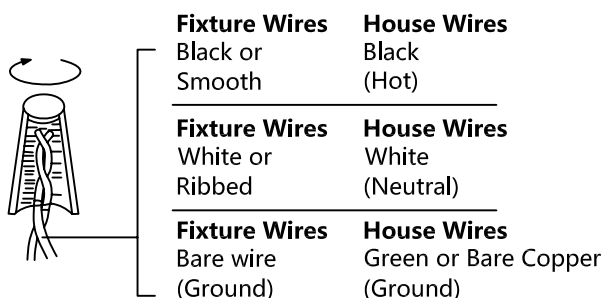 Fixture Wires House Wires
Black or Black
Smooth (Hot)
Fixture Wires House Wires
White or White
Ribbed (Neutral)
Fixture Wires House Wires
Bare wire Green or Bare Copper
(Ground) (Ground)